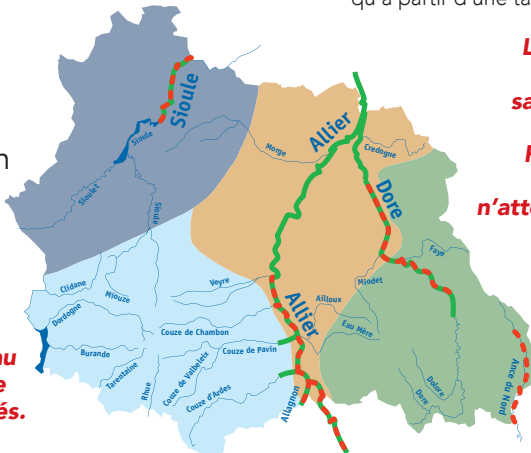 qu'à partir d'une ta
L
sa
H
n'atte
n
au
e
és.
Sioule
Sioule
Sioulet
Sioule
Morge
Allier
Credogne
Dore
Faye
Miodet
Clidane
Miouze
Dordogne
Veyre
Allier
Ailloux
Eau Mère
Couze de Chambon
Burande
Tarentaine
Rhue
Couze de Valbeleix
Couze de Pavin
Couze d'Ardes
Allagnon
Dolore
Dore
Ance du Nord